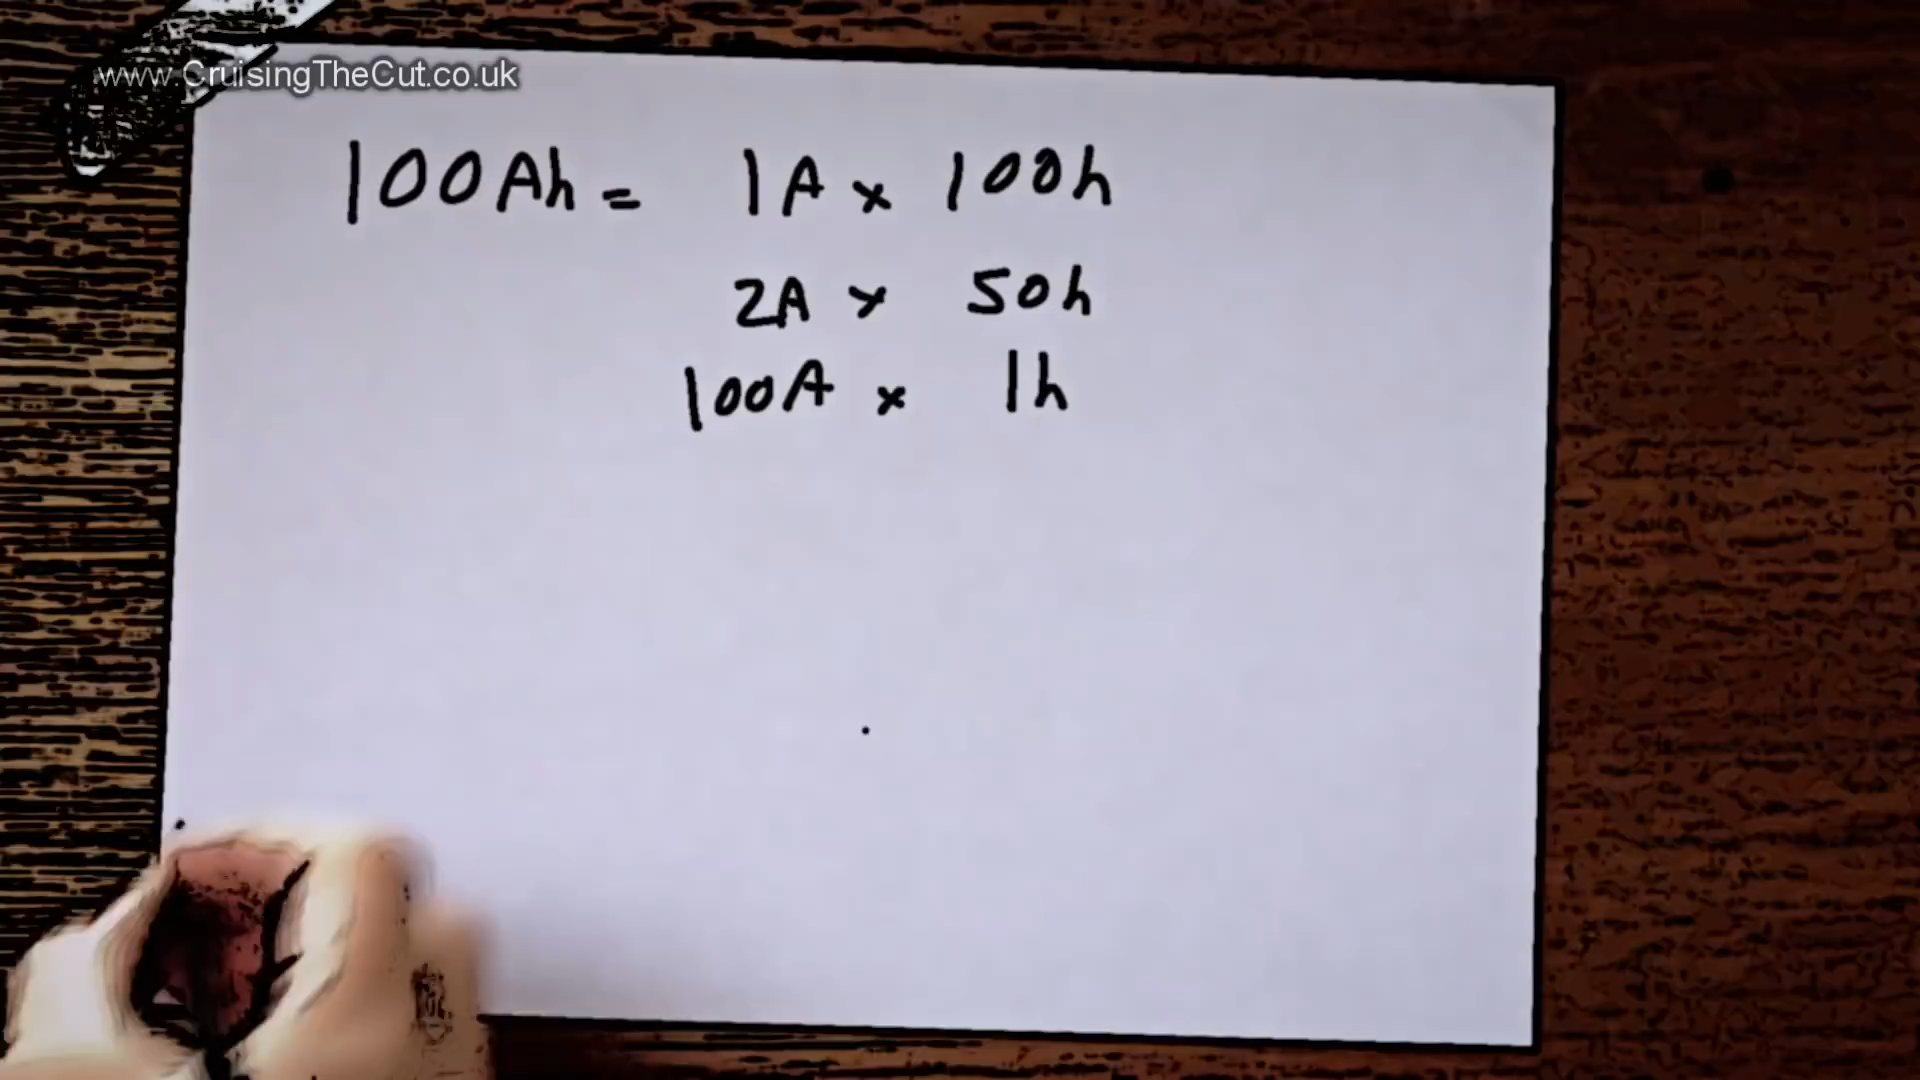 www.CruisingTheCut.co.uk
100Ah = 1A x 100h
2A x 50h
100A x 1h